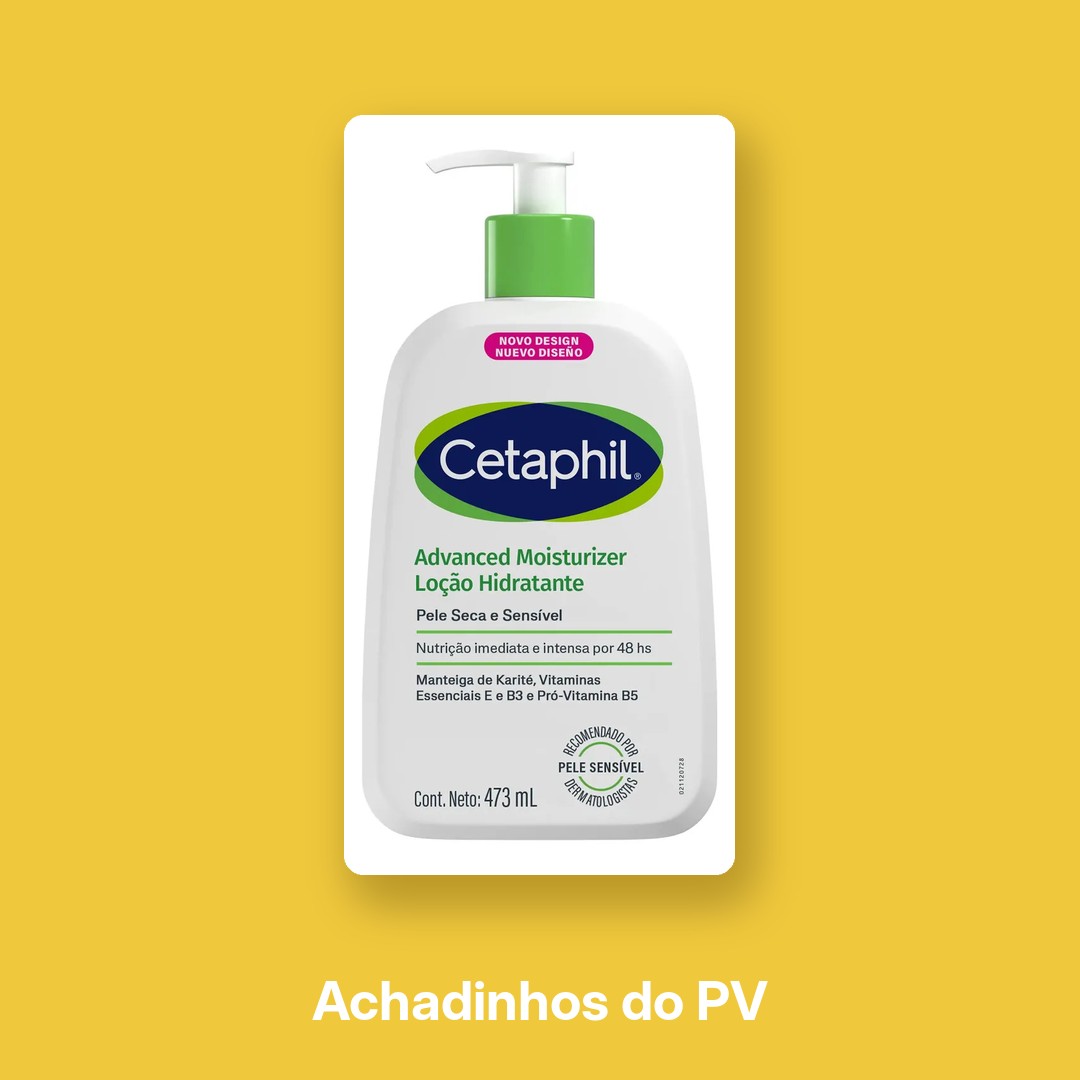 NOVO DESIGN
NUEVO DISEÑO
Cetaphil®
Advanced Moisturizer
Loção Hidratante
Pele Seca e Sensível
Nutrição imediata e intensa por 48 hs
Manteiga de Karité, Vitaminas
Essenciais E e B3 e Pró-Vitamina B5
RECOMENDADO POR
PELE SENSÍVEL
DERMATOLOGISTAS
Cont. Neto: 473 mL
021120728
Achadinhos do PV